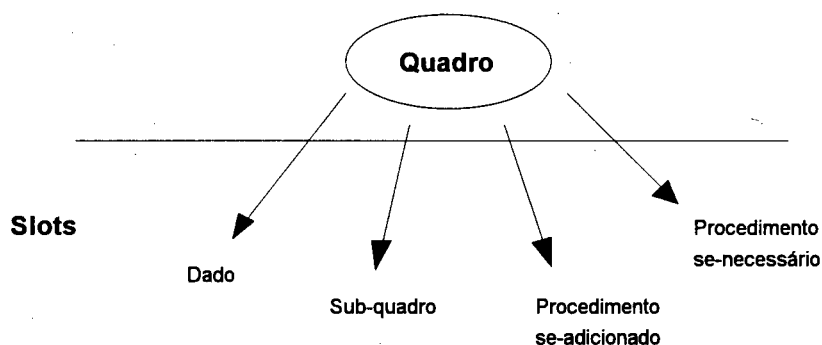 Quadro
Slots
Dado
Sub-quadro
Procedimento
se-adicionado
Procedimento
se-necessário